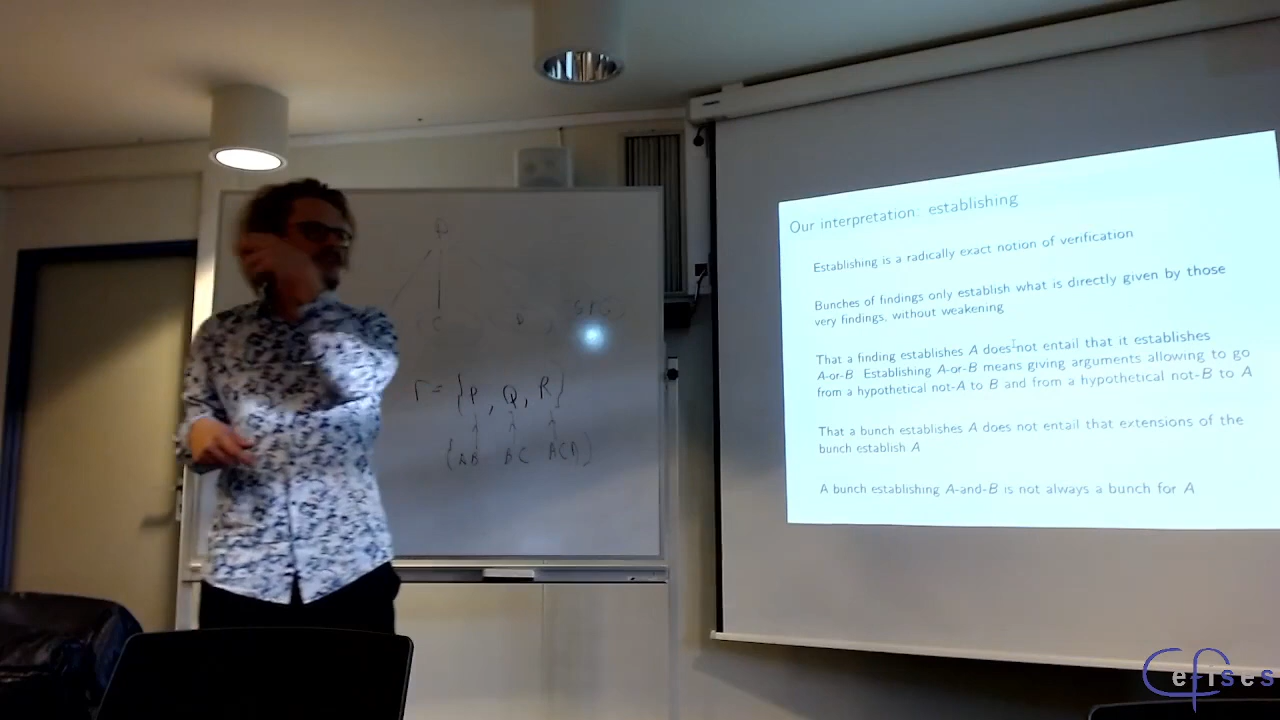 Γ = {P, Q, R}
Our interpretation: establishing
Establishing is a radically exact notion of verification
Bunches of findings only establish what is directly given by those
very findings, without weakening
That a finding establishes A does not entail that it establishes
A-or-B. Establishing A-or-B means giving arguments allowing to go
from a hypothetical not-A to B and from a hypothetical not-B to A
That a bunch establishes A does not entail that extensions of the
bunch establish A
A bunch establishing A-and-B is not always a bunch for A
efises